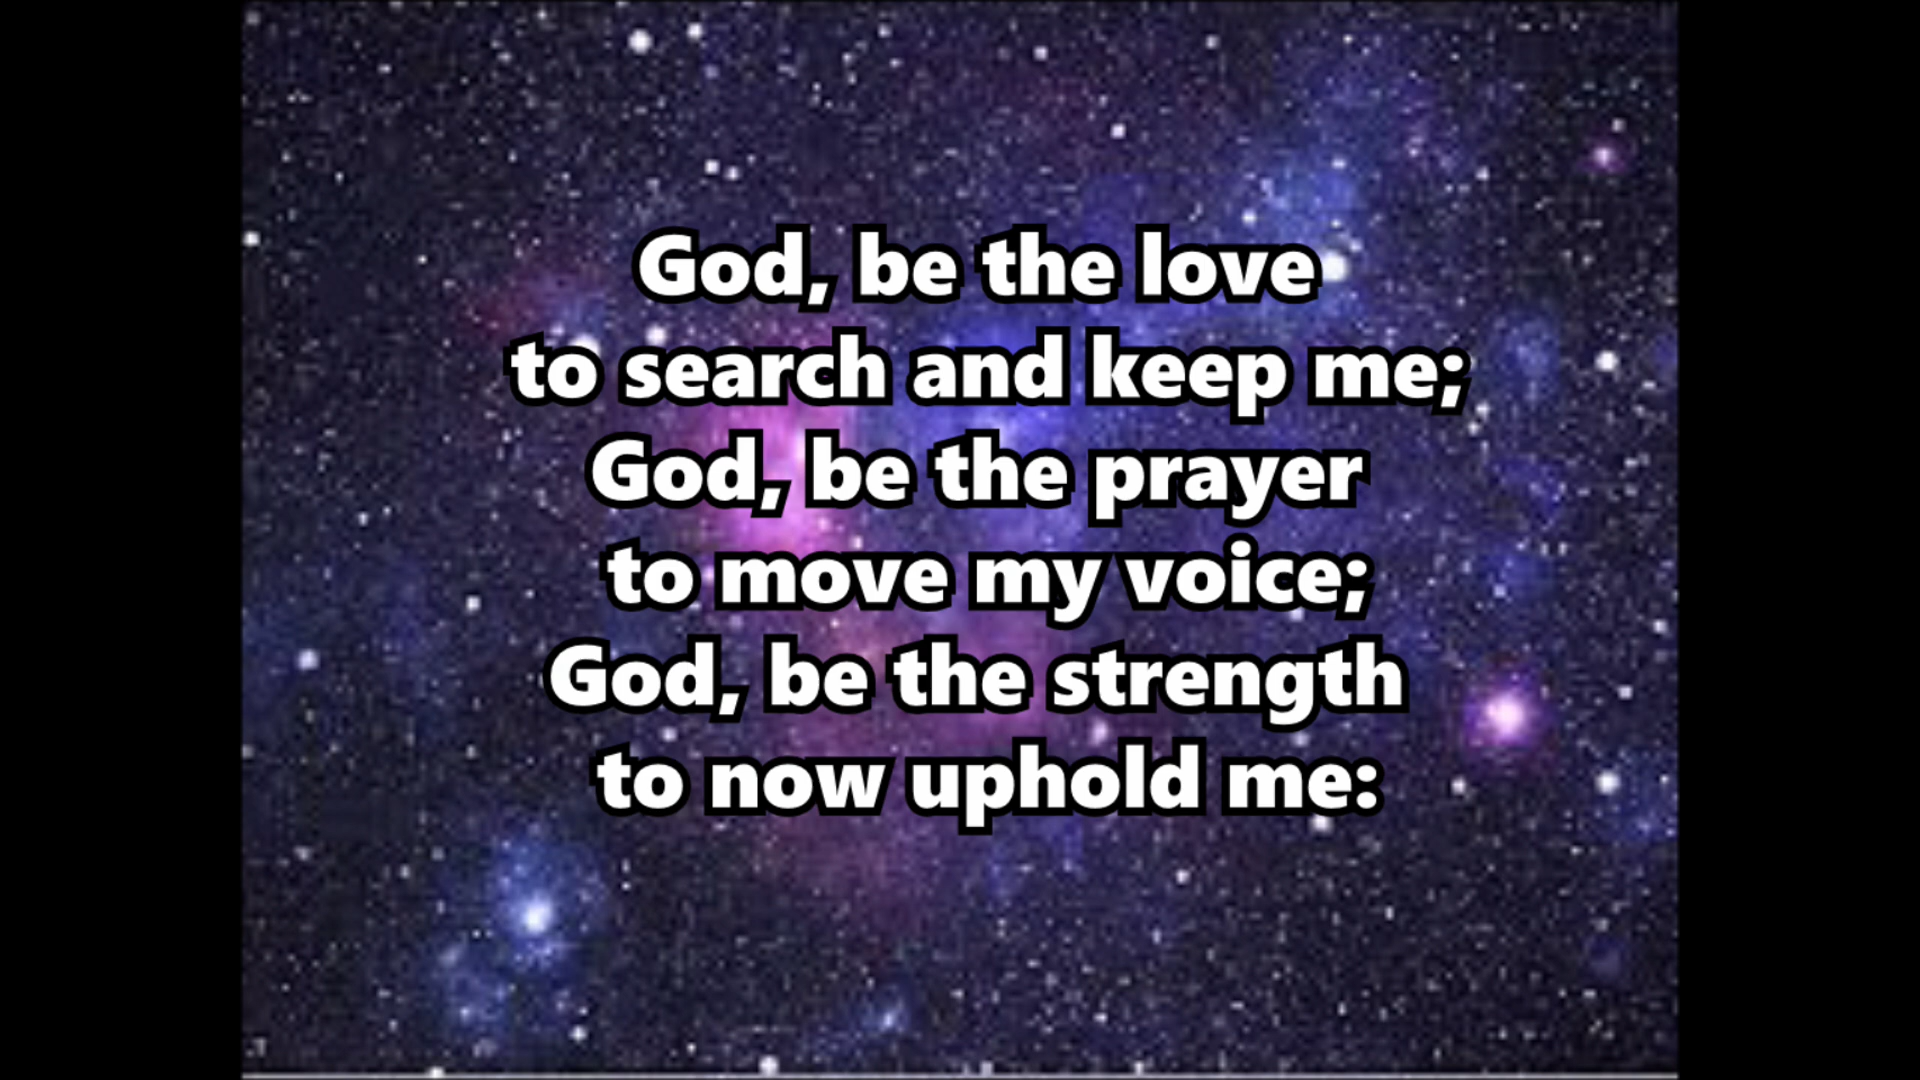 God, be the love
to search and keep me;
God, be the prayer
to move my voice;
God, be the strength
to now uphold me: